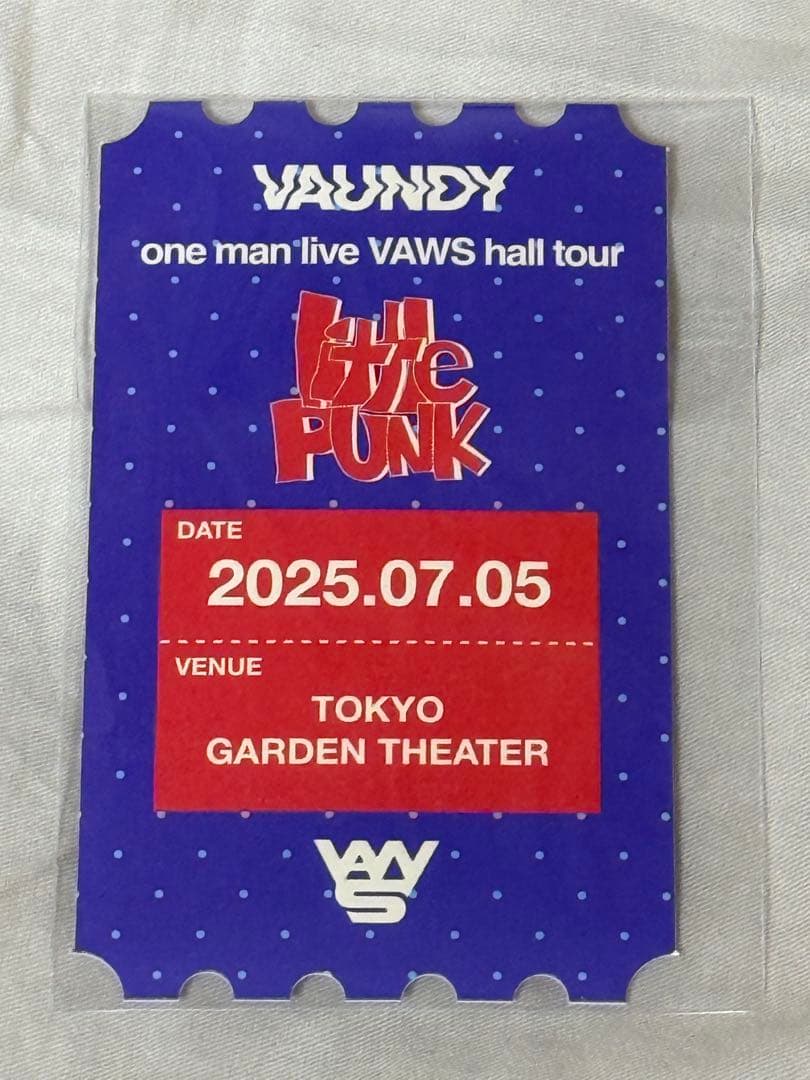 VAUNDY
one man live VAWS hall tour
little
PUNK
DATE
2025.07.05
VENUE
TOKYO
GARDEN THEATER
VAWS